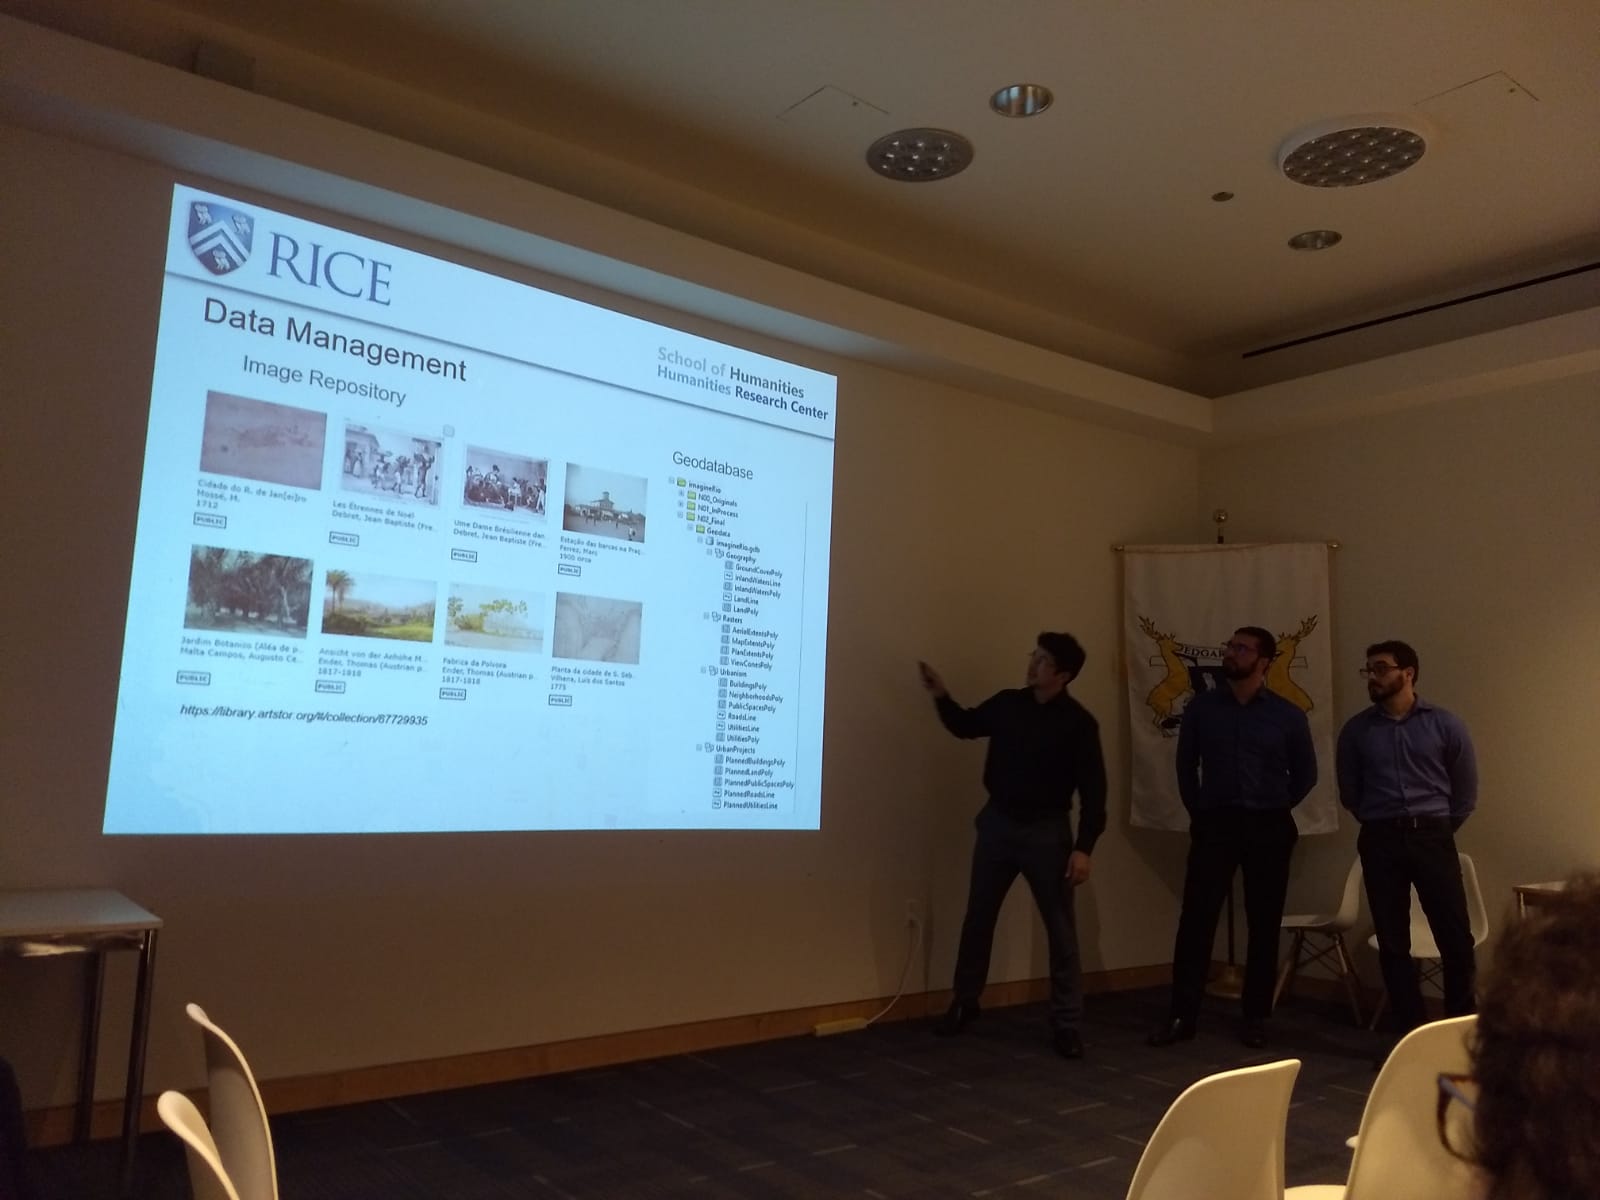 RICE
Data Management
School of Humanities
Humanities Research Center
Image Repository
Cidade do R. de Jan[ei]ro
Mossé, M.
1712
PUBLIC
Les Étrennes de Noël
Debret, Jean Baptiste (Fre...
PUBLIC
Ume Dame Brésilienne dan...
Debret, Jean Baptiste (Fre...
PUBLIC
Estação das barcas na Praç...
Ferrez, Marc
1900 circa
PUBLIC
Jardim Botanico (Aléa de p...
Malta Campos, Augusto Ce...
PUBLIC
Ansicht von der Anhohe M...
Ender, Thomas (Austrian p...
1817-1818
PUBLIC
Fabrica da Polvora
Ender, Thomas (Austrian p...
1817-1818
PUBLIC
Planta da cidade de S. Seb...
Vilhena, Luis dos Santos
1775
PUBLIC
https://library.artstor.org/#/collection/87729935
Geodatabase
imagineRio
N00_Originals
N01_InProcess
N02_Final
Geodata
imagineRio.gdb
Geography
GroundCoverPoly
InlandWatersLine
InlandWatersPoly
LandLine
LandPoly
Rasters
AerialExtentsPoly
MapExtentsPoly
PlanExtentsPoly
ViewConesPoly
Urbanism
BuildingsPoly
NeighborhoodsPoly
PublicSpacesPoly
RoadsLine
UtilitiesLine
UtilitiesPoly
UrbanProjects
PlannedBuildingsPoly
PlannedLandPoly
PlannedPublicSpacesPoly
PlannedRoadsLine
PlannedUtilitiesLine